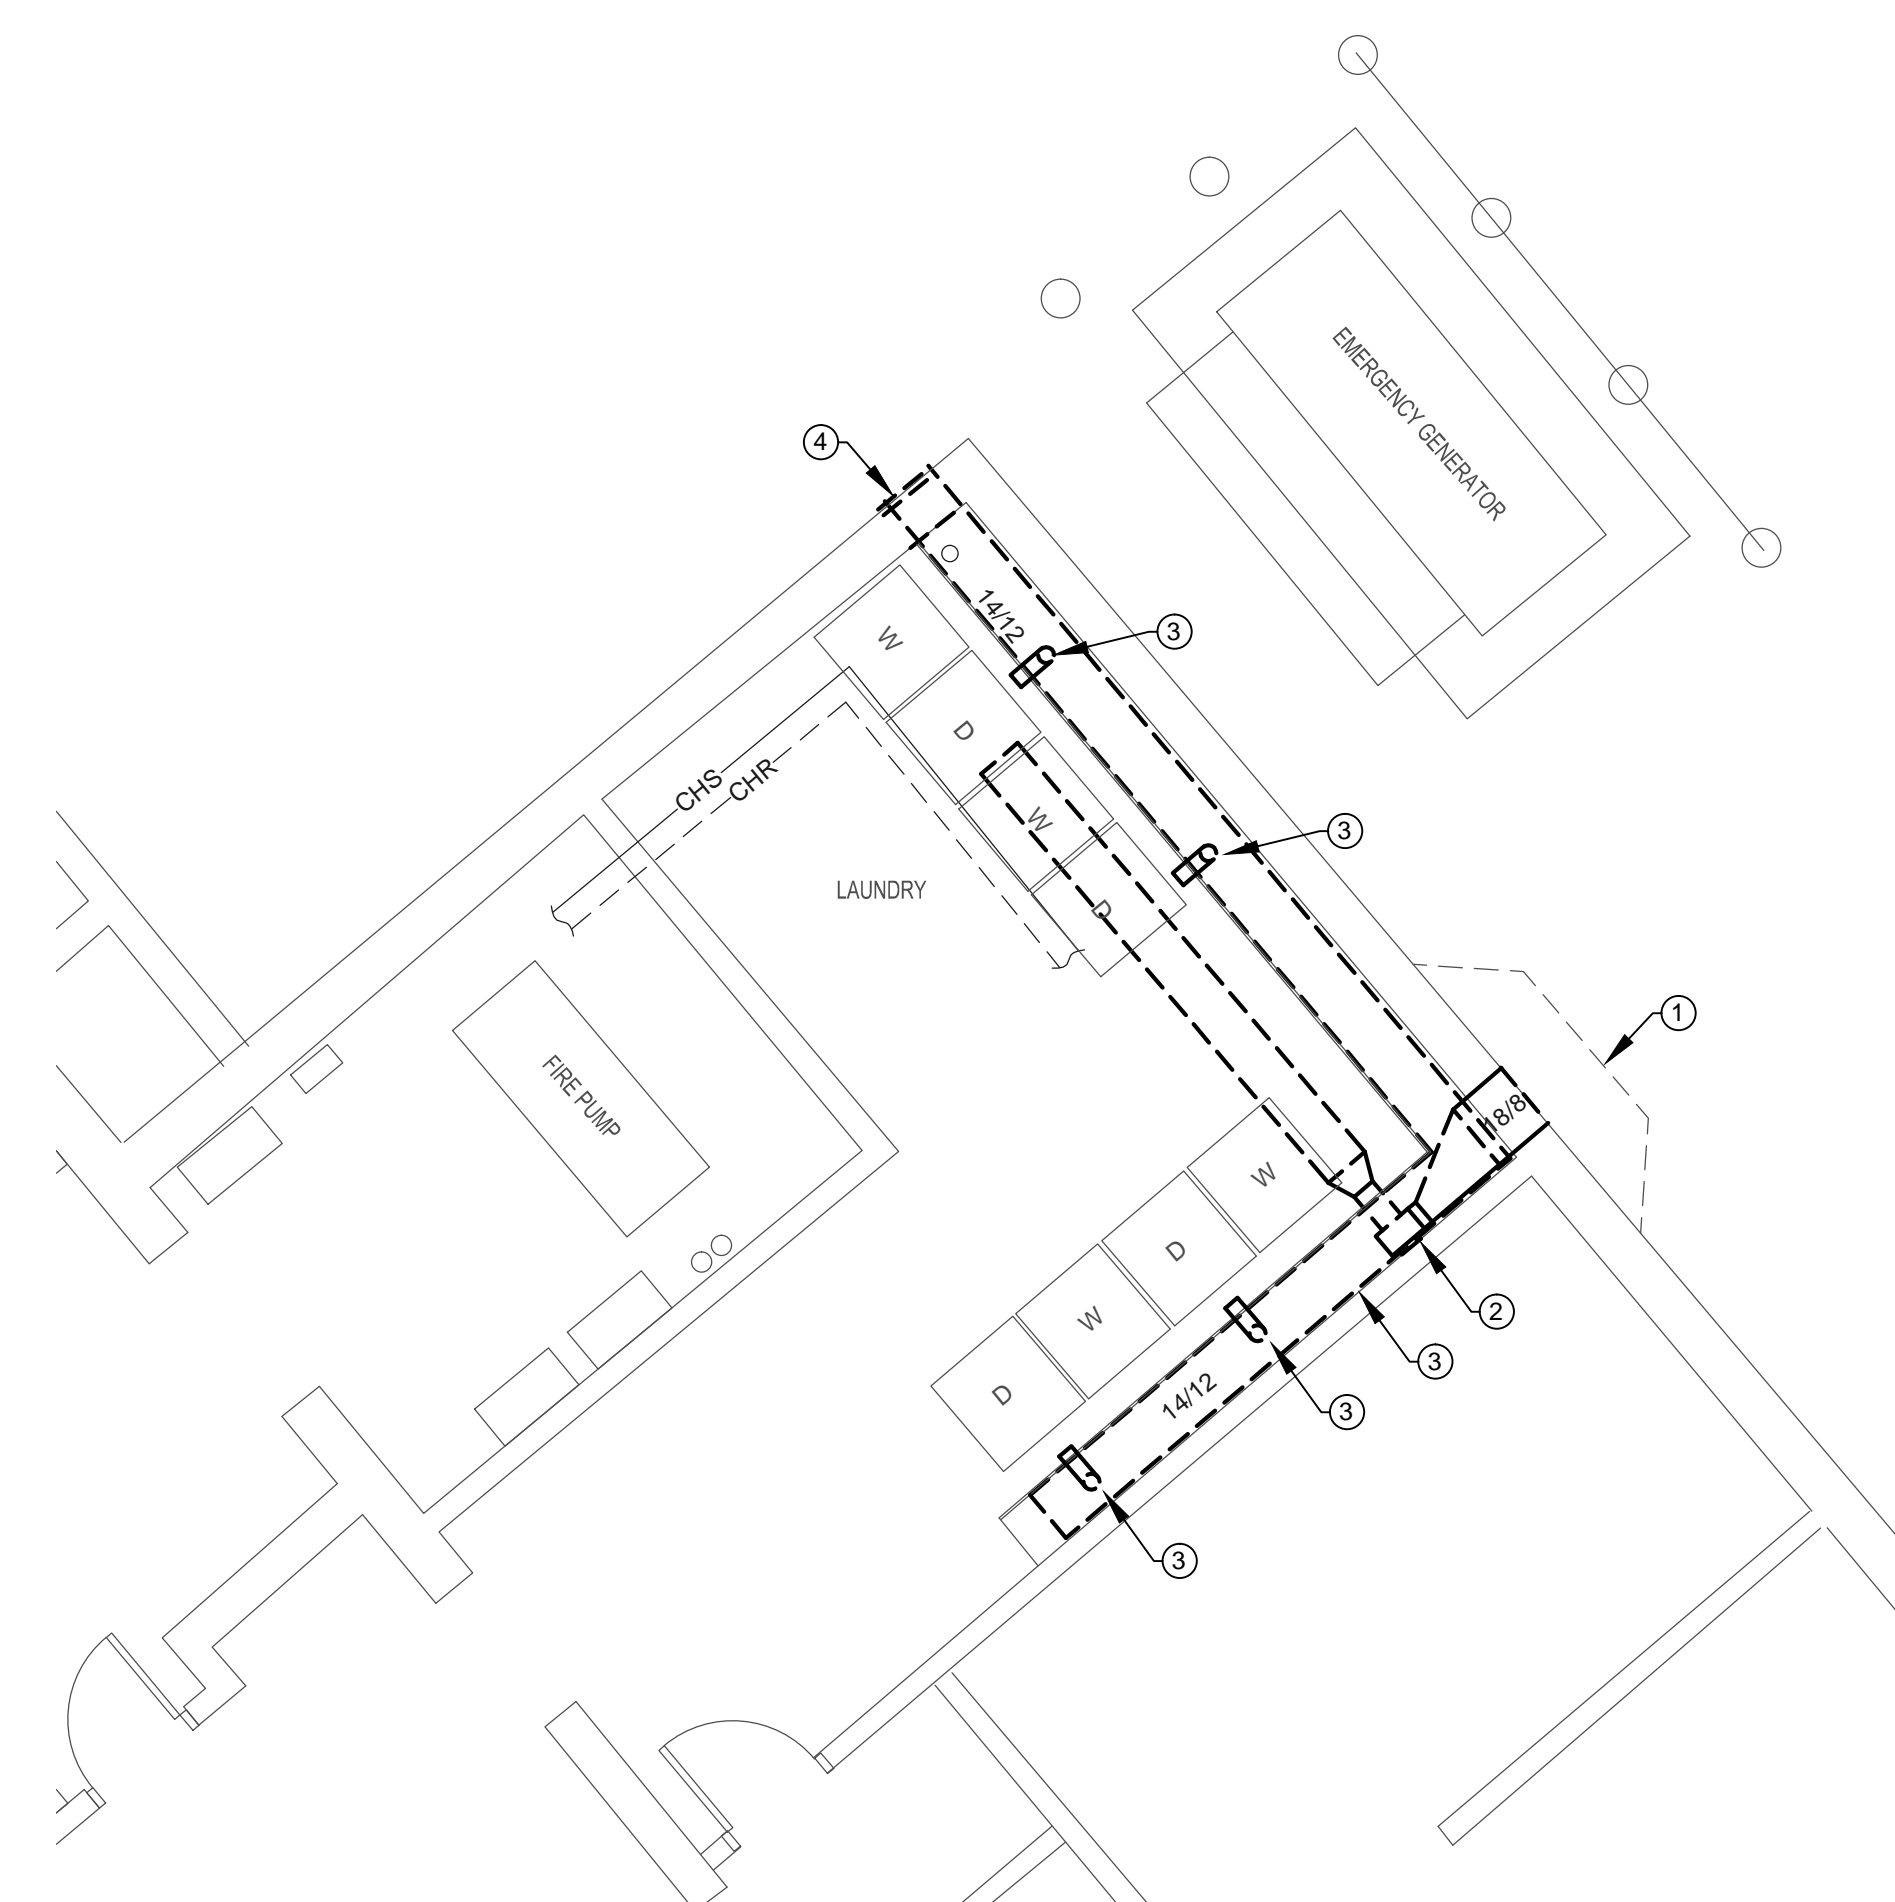 EMERGENCY GENERATOR
4
14/12
3
W
D
CHS
CHR
W
3
LAUNDRY
D
1
FIRE PUMP
18/8
W
D
2
W
3
D
14/12
3
3